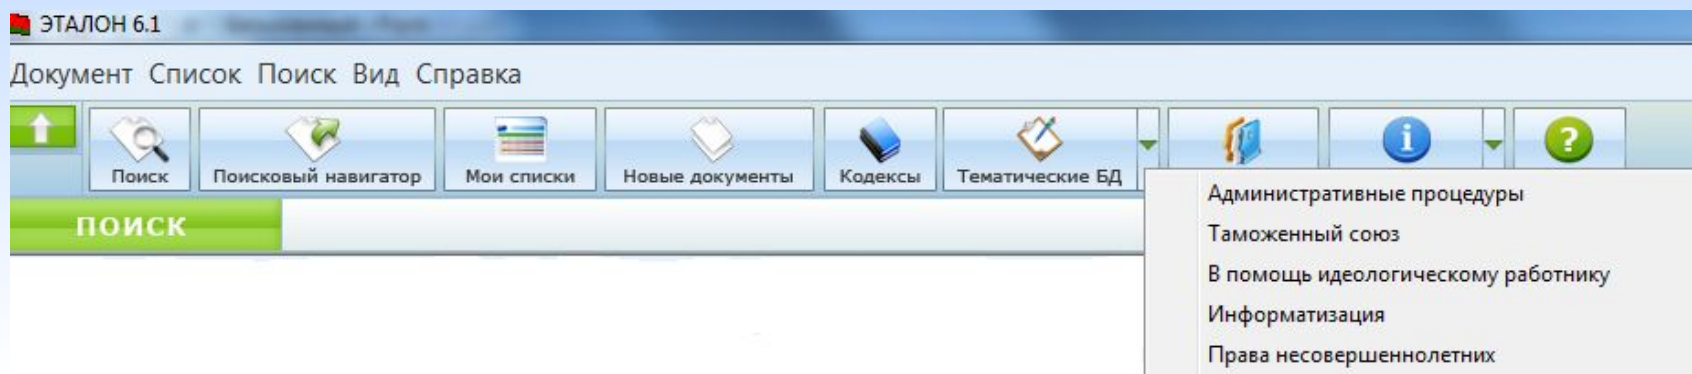 ЭТАЛОН 6.1
Документ Список Поиск Вид Справка
Поиск Поисковый навигатор Мои списки Новые документы Кодексы Тематические БД
ПОИСК
Административные процедуры
Таможенный союз
В помощь идеологическому работнику
Информатизация
Права несовершеннолетних